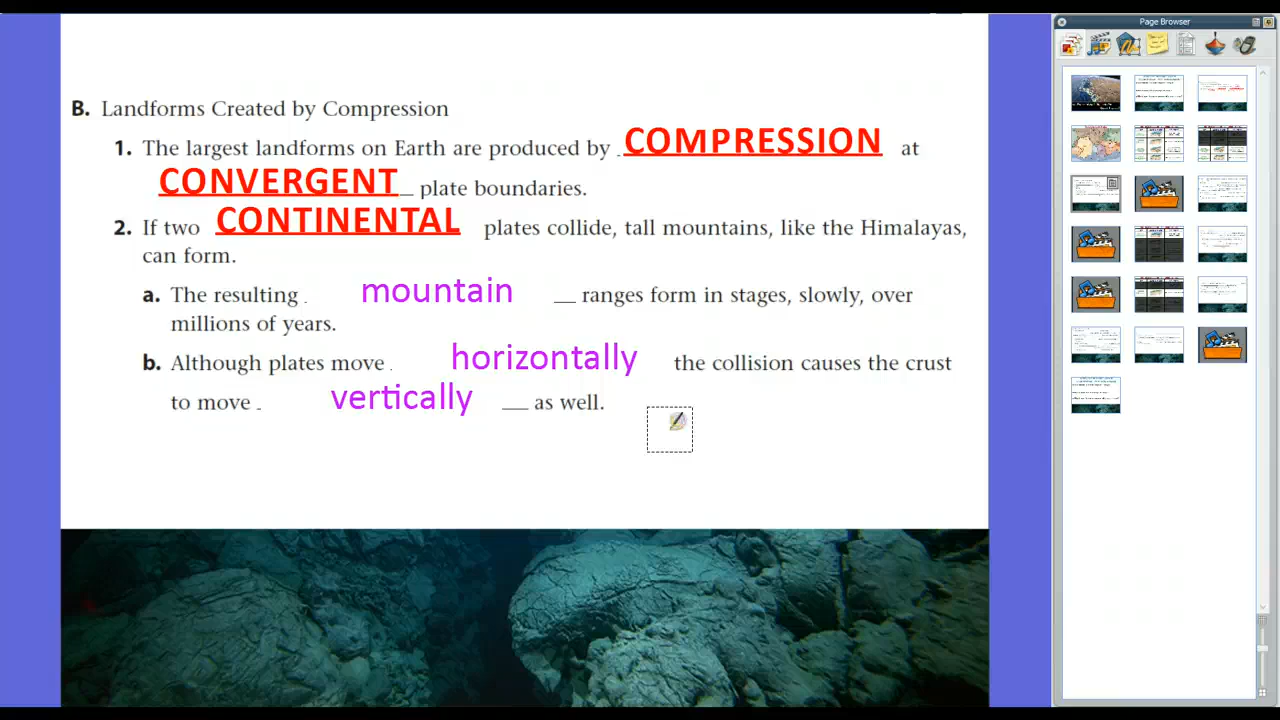 Page Browser
B. Landforms Created by Compression
1. The largest landforms on Earth are produced by COMPRESSION at
CONVERGENT plate boundaries.
2. If two CONTINENTAL plates collide, tall mountains, like the Himalayas,
can form.
a. The resulting mountain ranges form in stages, slowly, over
millions of years.
b. Although plates move horizontally the collision causes the crust
to move vertically as well.